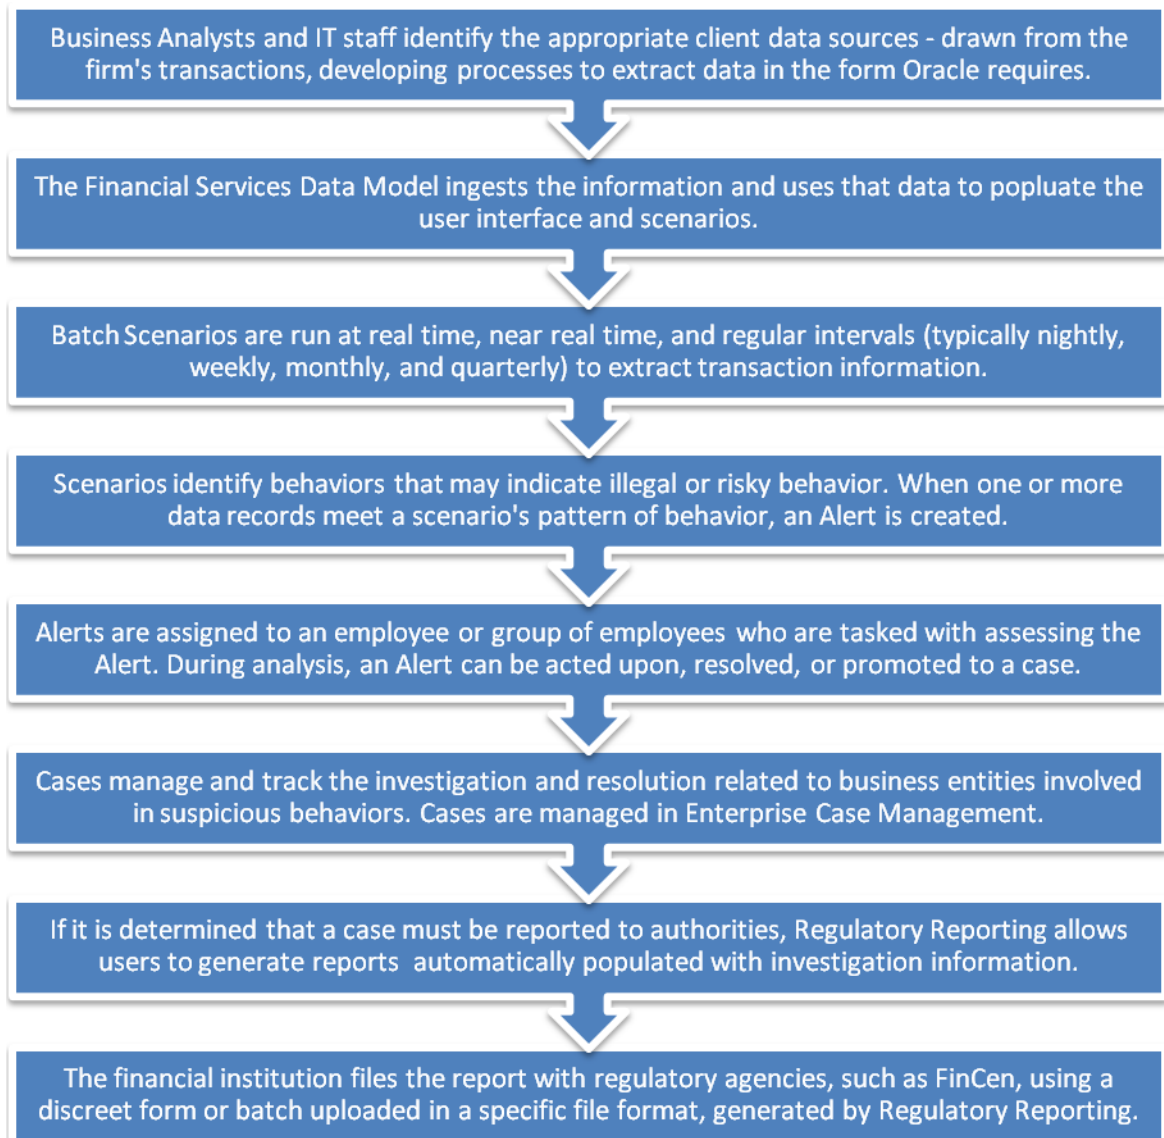 Business Analysts and IT staff identify the appropriate client data sources - drawn from the
firm's transactions, developing processes to extract data in the form Oracle requires.
The Financial Services Data Model ingests the information and uses that data to popluate the
user interface and scenarios.
Batch Scenarios are run at real time, near real time, and regular intervals (typically nightly,
weekly, monthly, and quarterly) to extract transaction information.
Scenarios identify behaviors that may indicate illegal or risky behavior. When one or more
data records meet a scenario's pattern of behavior, an Alert is created.
Alerts are assigned to an employee or group of employees who are tasked with assessing the
Alert. During analysis, an Alert can be acted upon, resolved, or promoted to a case.
Cases manage and track the investigation and resolution related to business entities involved
in suspicious behaviors. Cases are managed in Enterprise Case Management.
If it is determined that a case must be reported to authorities, Regulatory Reporting allows
users to generate reports automatically populated with investigation information.
The financial institution files the report with regulatory agencies, such as FinCen, using a
discreet form or batch uploaded in a specific file format, generated by Regulatory Reporting.